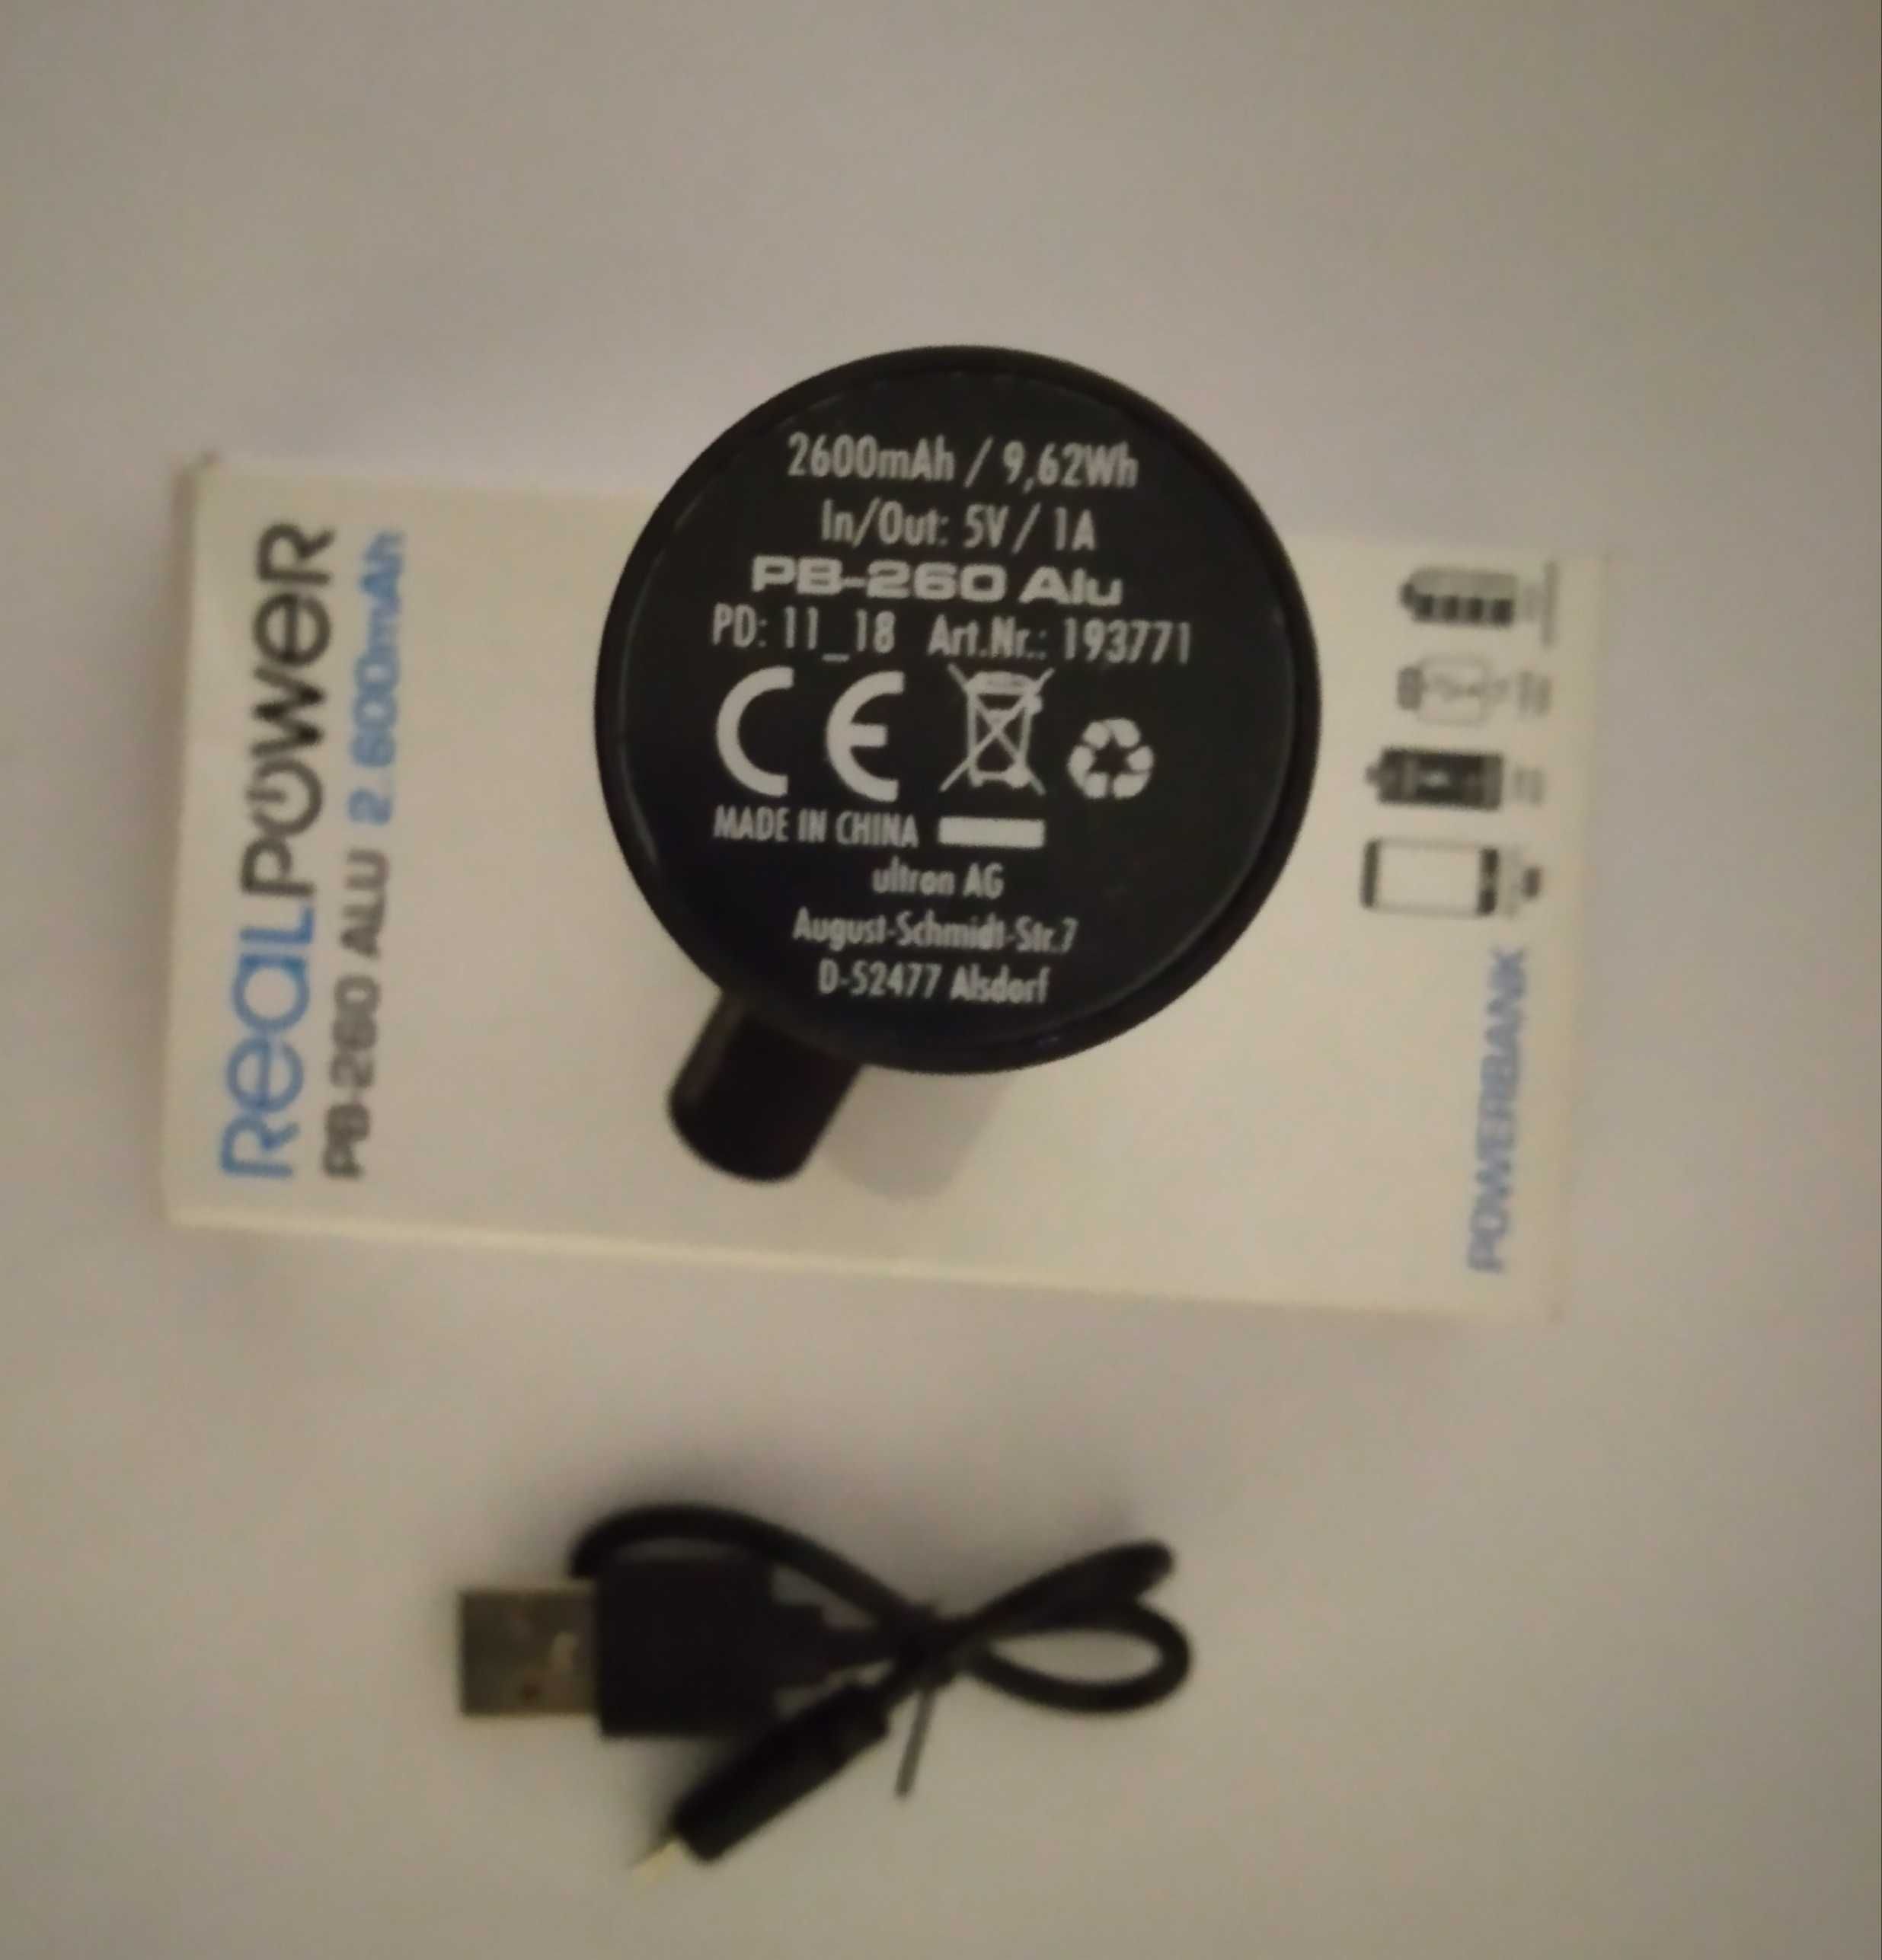 2600mAh / 9,62Wh
In/Out: 5V / 1A
PB-260 Alu
PD: 11_18 Art.Nr.: 193771
CE
MADE IN CHINA
ultron AG
August-Schmidt-Str.7
D-52477 Alsdorf
RealPOWER
PB-260 ALU 2.600mAh
POWERBANK